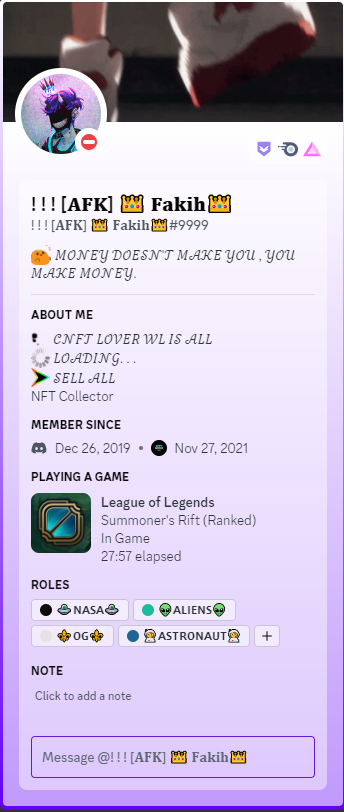 ! ! ! [AFK] 👑 Fakih👑
! ! ! [AFK] 👑 Fakih👑#9999
MONEY DOESN'T MAKE YOU , YOU
MAKE MONEY.
ABOUT ME
CNFT LOVER WL IS ALL
LOADING. . .
SELL ALL
NFT Collector
MEMBER SINCE
Dec 26, 2019 • Nov 27, 2021
PLAYING A GAME
League of Legends
Summoner's Rift (Ranked)
In Game
27:57 elapsed
ROLES
🛸NASA🛸 👽ALIENS👽
⚜OG⚜ 👩‍🚀ASTRONAUT👩‍🚀 +
NOTE
Click to add a note
Message @! ! ! [AFK] 👑 Fakih👑